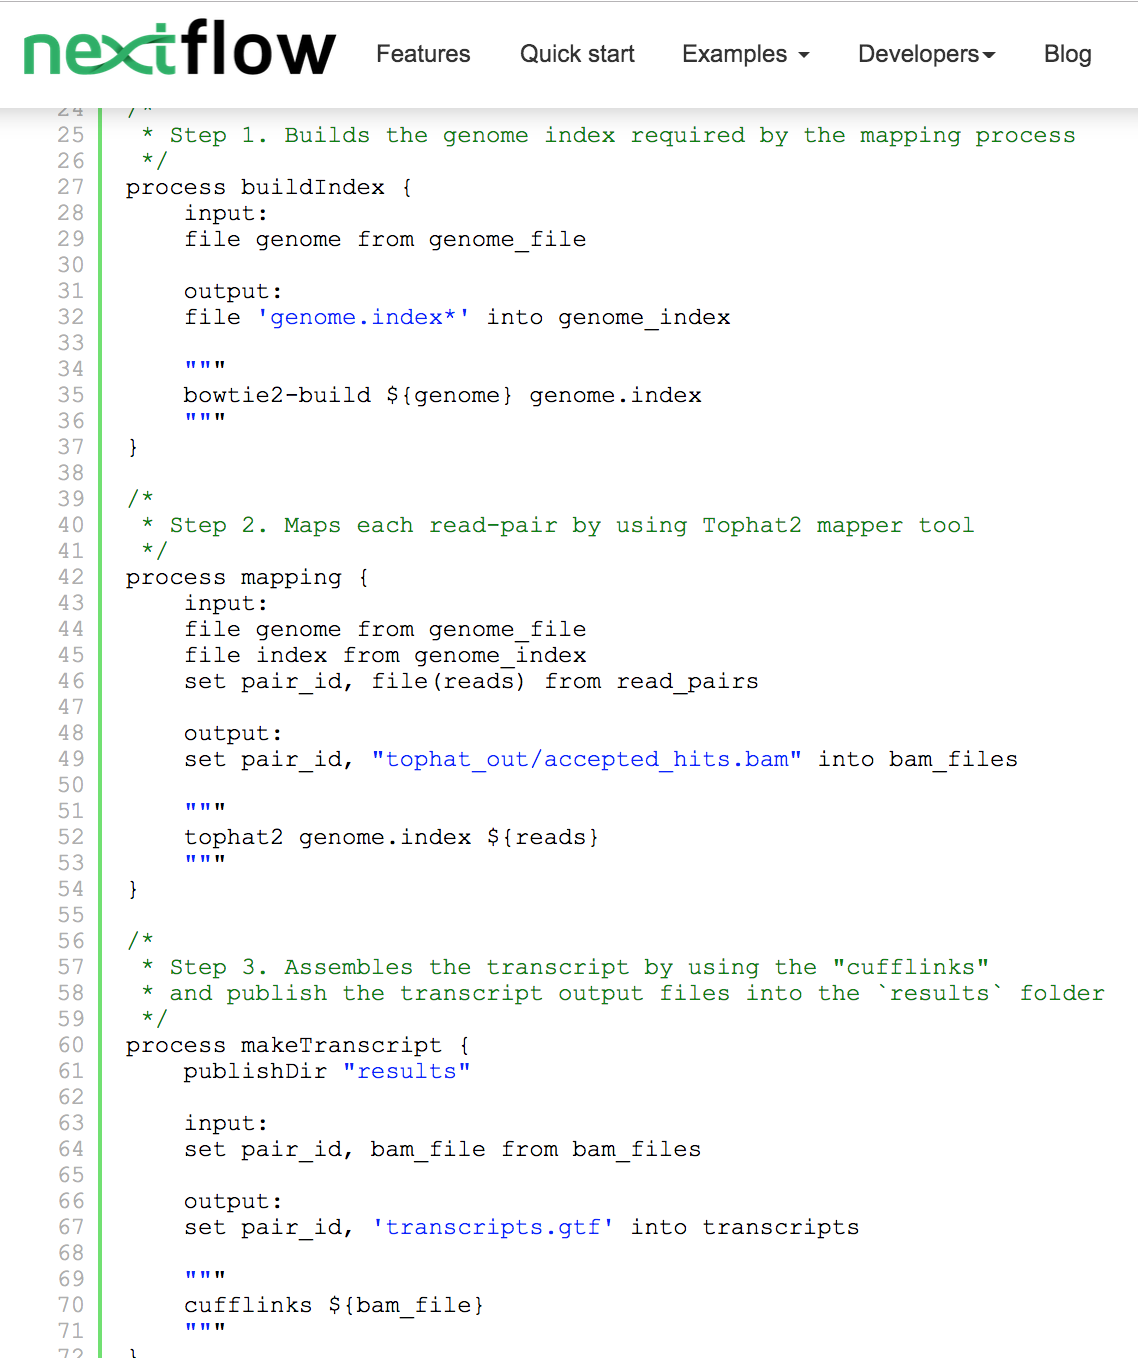 nextflow Features Quick start Examples Developers Blog
24 /*
25 * Step 1. Builds the genome index required by the mapping process
26 */
27 process buildIndex {
28 input:
29 file genome from genome_file
30
31 output:
32 file 'genome.index*' into genome_index
33
34 """
35 bowtie2-build ${genome} genome.index
36 """
37 }
38
39 /*
40 * Step 2. Maps each read-pair by using Tophat2 mapper tool
41 */
42 process mapping {
43 input:
44 file genome from genome_file
45 file index from genome_index
46 set pair_id, file(reads) from read_pairs
47
48 output:
49 set pair_id, "tophat_out/accepted_hits.bam" into bam_files
50
51 """
52 tophat2 genome.index ${reads}
53 """
54 }
55
56 /*
57 * Step 3. Assembles the transcript by using the "cufflinks"
58 * and publish the transcript output files into the `results` folder
59 */
60 process makeTranscript {
61 publishDir "results"
62
63 input:
64 set pair_id, bam_file from bam_files
65
66 output:
67 set pair_id, 'transcripts.gtf' into transcripts
68
69 """
70 cufflinks ${bam_file}
71 """
72 }